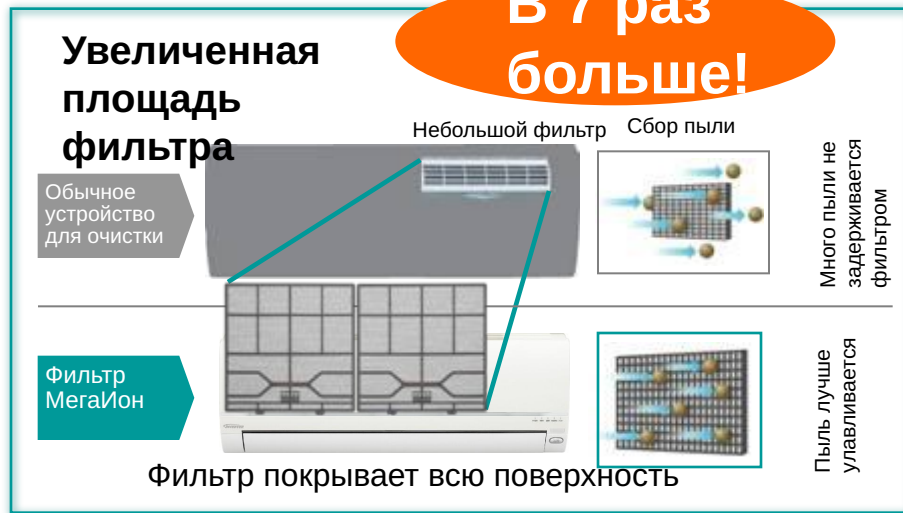 В 7 раз
больше!
Увеличенная
площадь
фильтра
Небольшой фильтр
Сбор пыли
Обычное
устройство
для очистки
Много пыли не
задерживается
фильтром
Фильтр
МегаИон
Пыль лучше
улавливается
Фильтр покрывает всю поверхность